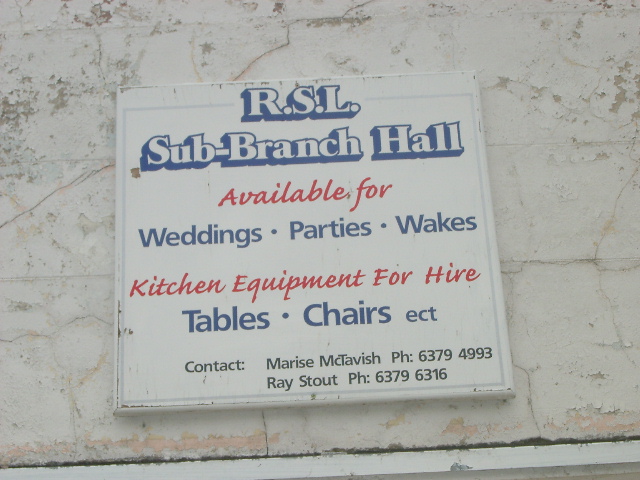 R.S.L.
Sub-Branch Hall
Available for
Weddings · Parties · Wakes
Kitchen Equipment For Hire
Tables · Chairs ect
Contact: Marise McTavish Ph: 6379 4993
Ray Stout Ph: 6379 6316